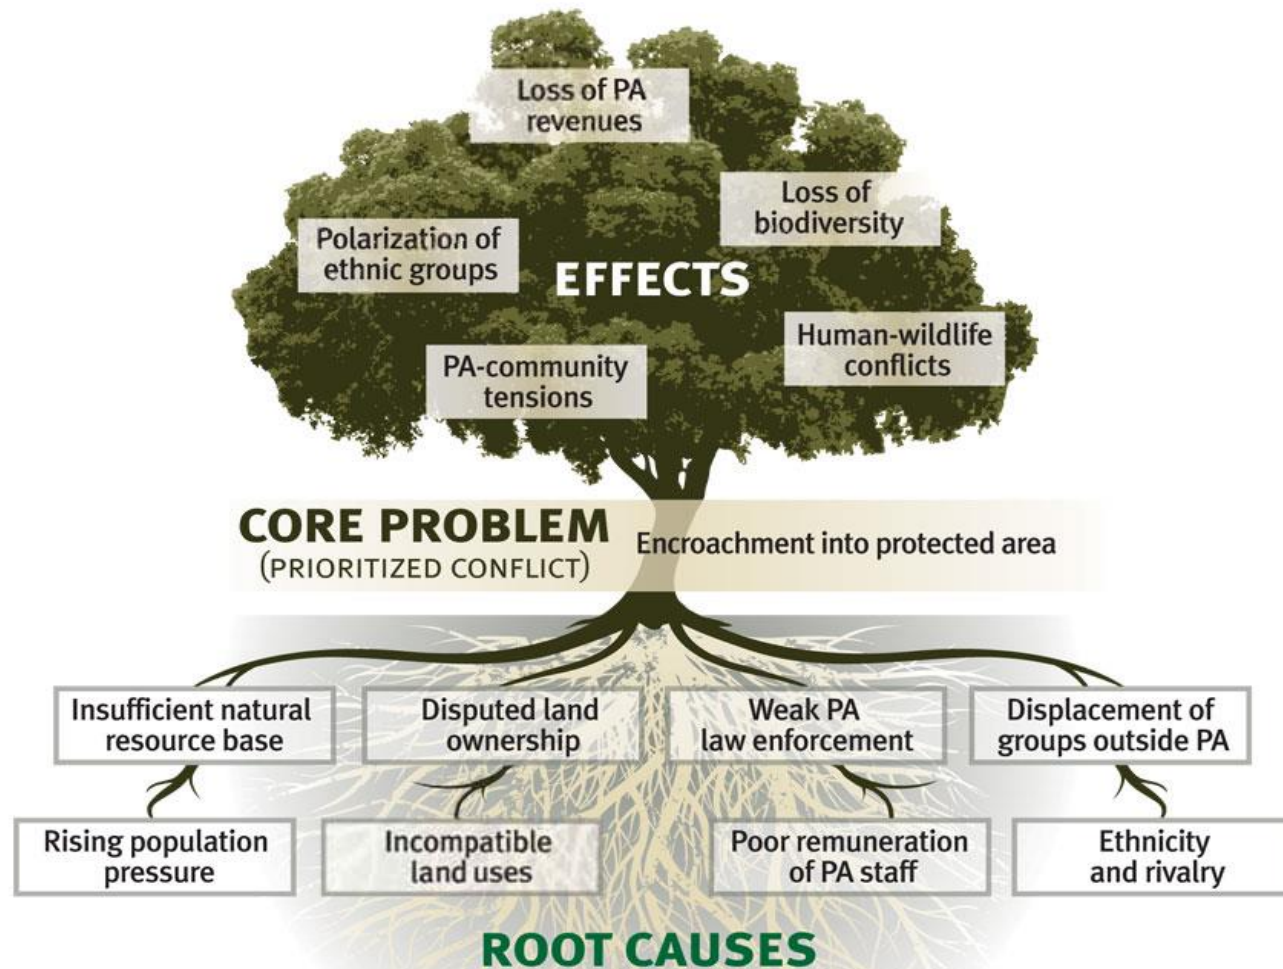 Loss of PA
revenues
Loss of
biodiversity
Polarization of
ethnic groups
EFFECTS
Human-wildlife
conflicts
PA-community
tensions
CORE PROBLEM
(PRIORITIZED CONFLICT)
Encroachment into protected area
Insufficient natural
resource base
Disputed land
ownership
Weak PA
law enforcement
Displacement of
groups outside PA
Rising population
pressure
Incompatible
land uses
Poor remuneration
of PA staff
Ethnicity
and rivalry
ROOT CAUSES